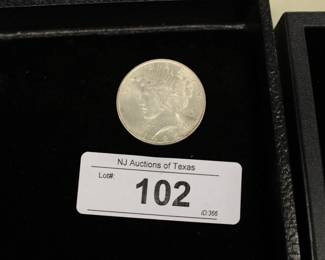 NJ Auctions of Texas
Lot#:
102
ID:366